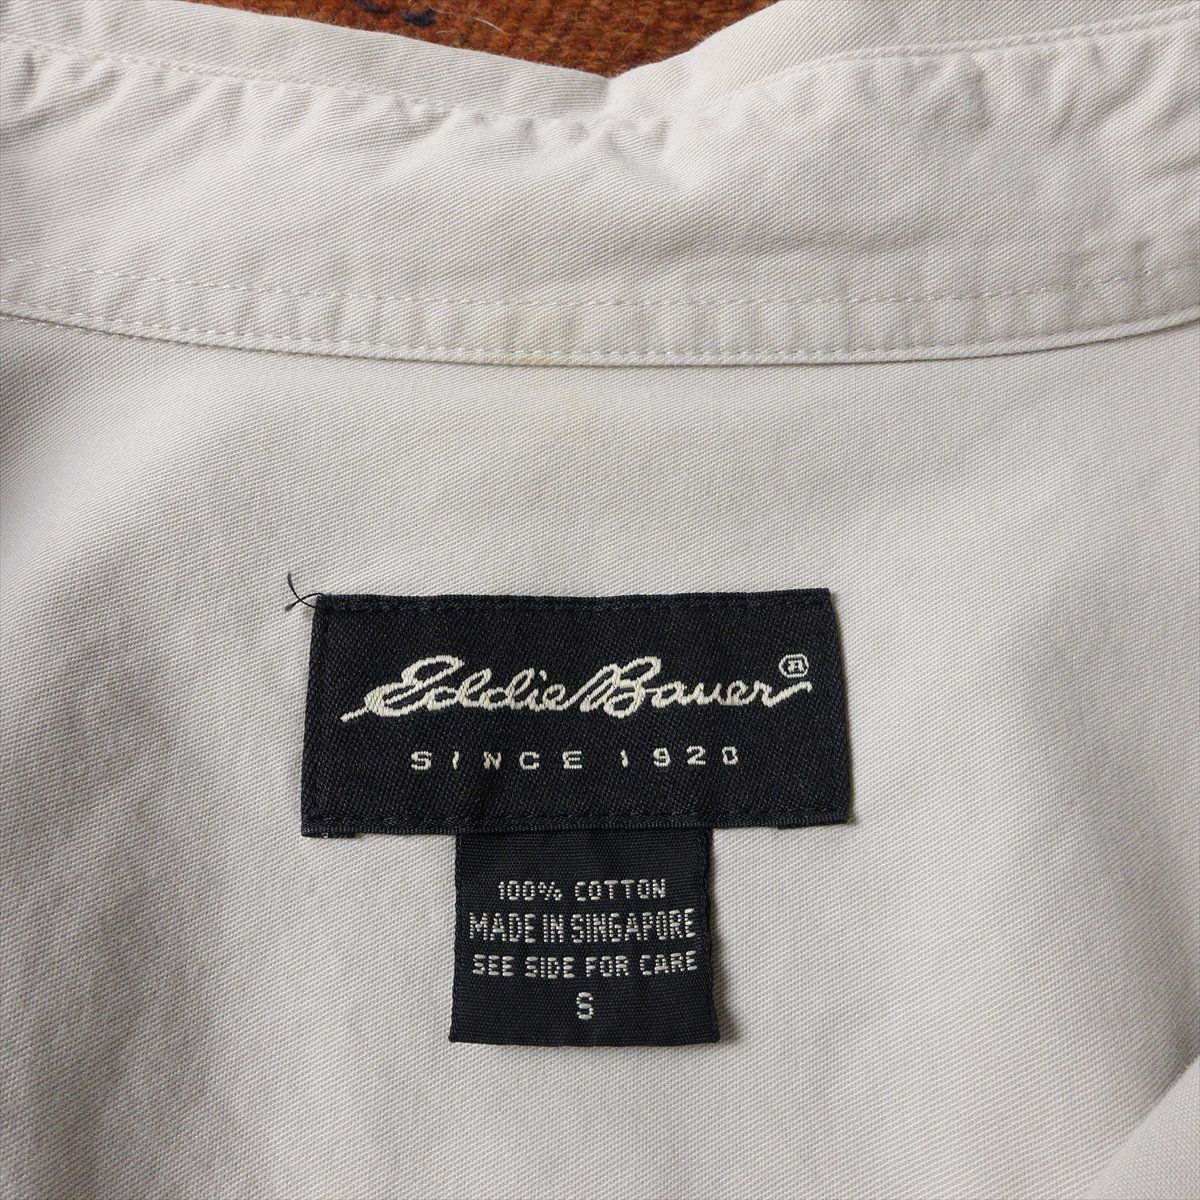 Eddie Bauer®
SINCE 1920
100% COTTON
MADE IN SINGAPORE
SEE SIDE FOR CARE
S